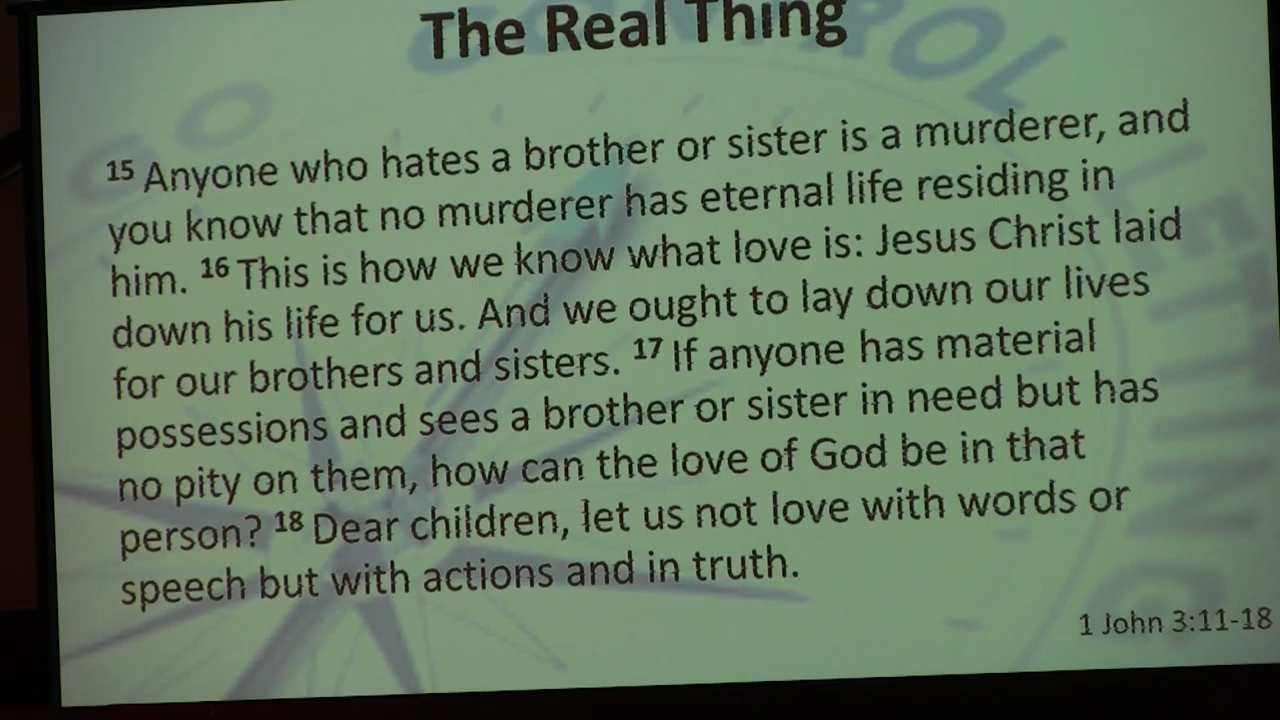 The Real Thing
15 Anyone who hates a brother or sister is a murderer, and
you know that no murderer has eternal life residing in
him. 16 This is how we know what love is: Jesus Christ laid
down his life for us. And we ought to lay down our lives
for our brothers and sisters. 17 If anyone has material
possessions and sees a brother or sister in need but has
no pity on them, how can the love of God be in that
person? 18 Dear children, let us not love with words or
speech but with actions and in truth.
1 John 3:11-18
GO
CONTROL
LETTING